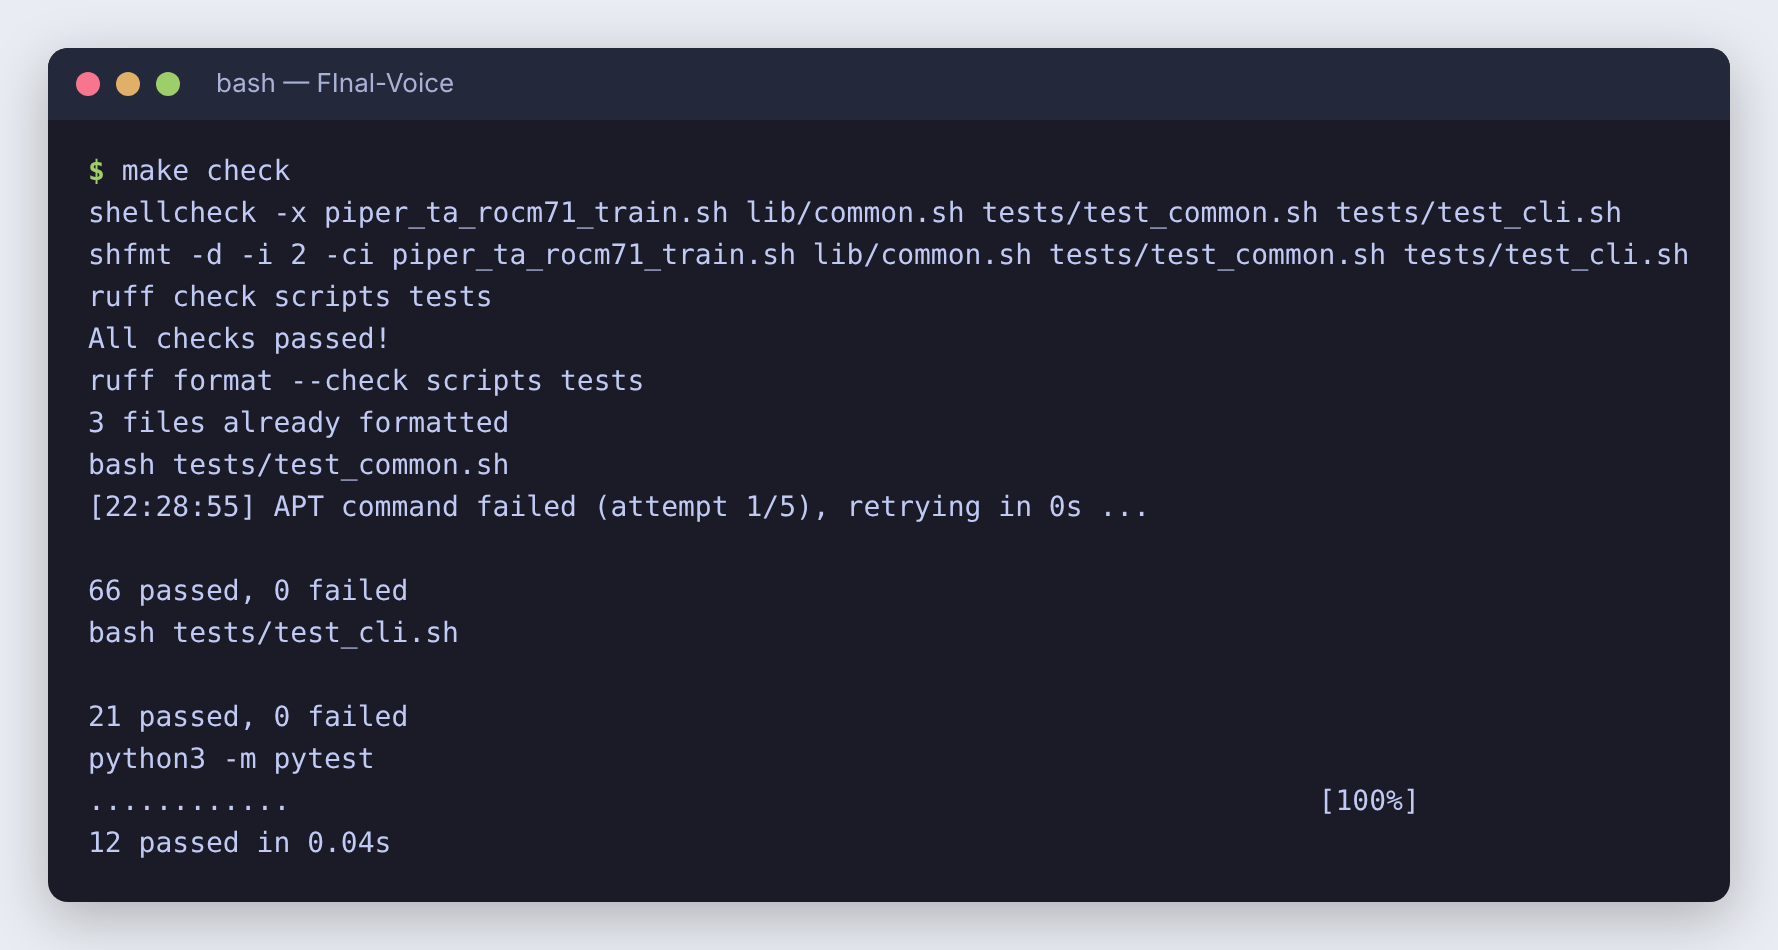 bash — FInal-Voice
$ make check
shellcheck -x piper_ta_rocm71_train.sh lib/common.sh tests/test_common.sh tests/test_cli.sh
shfmt -d -i 2 -ci piper_ta_rocm71_train.sh lib/common.sh tests/test_common.sh tests/test_cli.sh
ruff check scripts tests
All checks passed!
ruff format --check scripts tests
3 files already formatted
bash tests/test_common.sh
[22:28:55] APT command failed (attempt 1/5), retrying in 0s ...
66 passed, 0 failed
bash tests/test_cli.sh
21 passed, 0 failed
python3 -m pytest
............ [100%]
12 passed in 0.04s